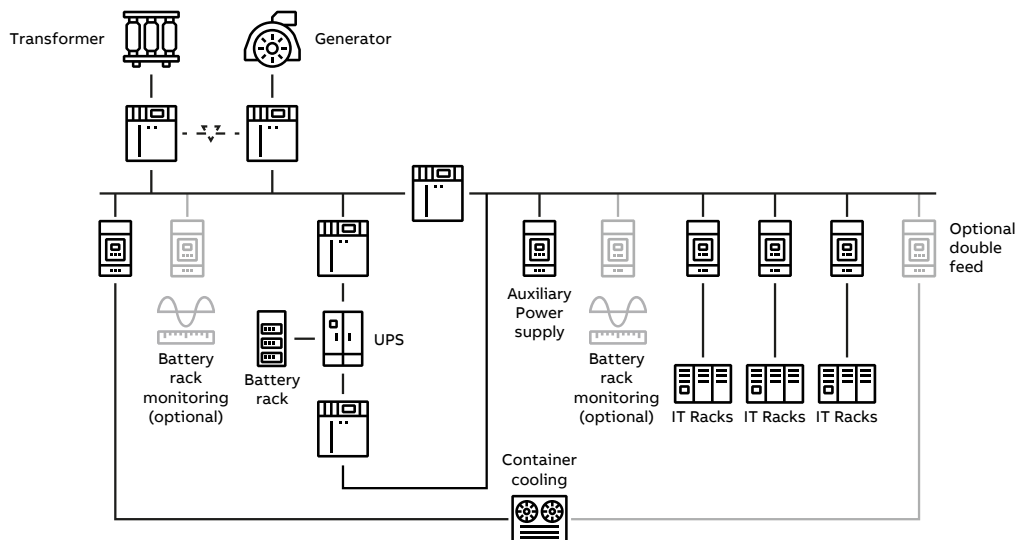 Transformer
Generator
Optional
double
feed
Auxiliary
Power
supply
UPS
Battery
rack
monitoring
(optional)
Battery
rack
Battery
rack
monitoring
(optional)
IT Racks
IT Racks
IT Racks
Container
cooling